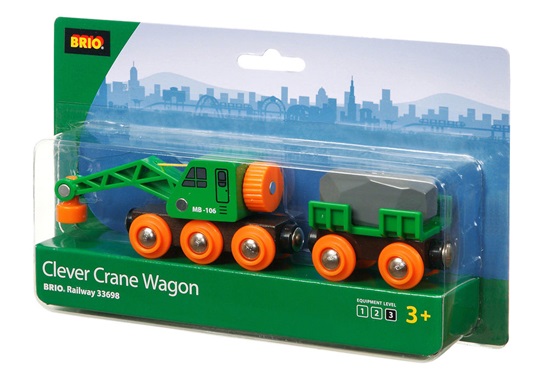 BRIO.
MB-106
Clever Crane Wagon
BRIO. Railway 33698
EQUIPMENT LEVEL
1 2 3
3+